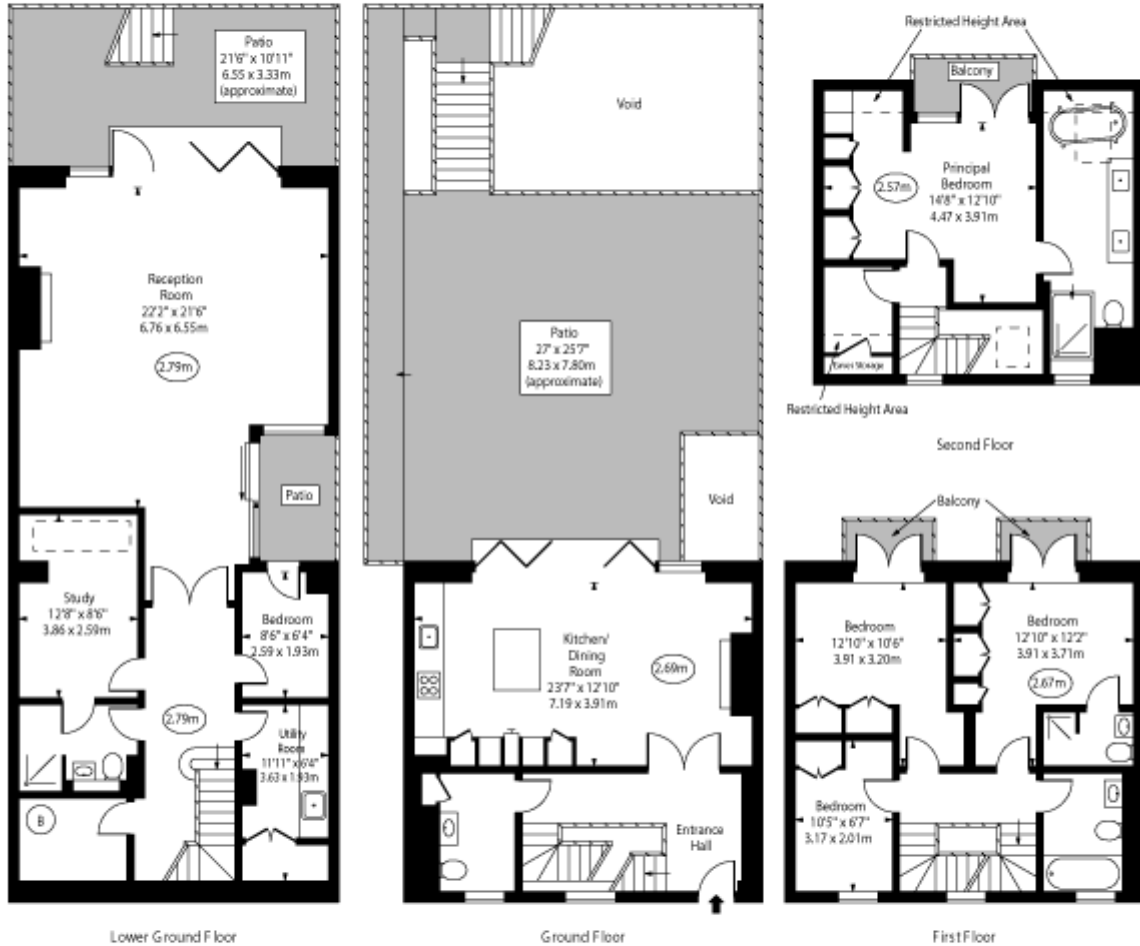 Patio
21'6" x 10'11"
6.55 x 3.33m
(approximate)
Reception
Room
22'2" x 21'6"
6.76 x 6.55m
2.79m
Patio
Study
12'8" x 8'6"
3.86 x 2.59m
Bedroom
8'6" x 6'4"
2.59 x 1.93m
2.79m
Utility
Room
11'11" x 6'4"
3.63 x 1.93m
B
Lower Ground Floor
Void
Patio
27' x 25'7"
8.23 x 7.80m
(approximate)
Void
Kitchen/
Dining
Room
23'7" x 12'10"
7.19 x 3.91m
2.69m
Entrance
Hall
Ground Floor
Restricted Height Area
Balcony
Principal
Bedroom
14'8" x 12'10"
4.47 x 3.91m
2.57m
Eaves Storage
Restricted Height Area
Second Floor
Balcony
Bedroom
12'10" x 10'6"
3.91 x 3.20m
Bedroom
12'10" x 12'2"
3.91 x 3.71m
2.67m
Bedroom
10'5" x 6'7"
3.17 x 2.01m
First Floor